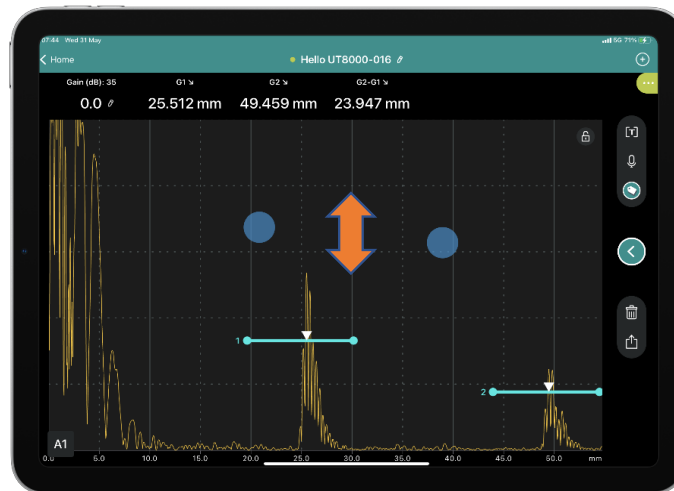 07:44 Wed 31 May
5G 71%
Home
Hello UT8000-016
Gain (dB): 35
G1
G2
G2-G1
0.0
25.512 mm
49.459 mm
23.947 mm
[T]
1
2
A1
0.0 5.0 10.0 15.0 20.0 25.0 30.0 35.0 40.0 45.0 50.0 mm